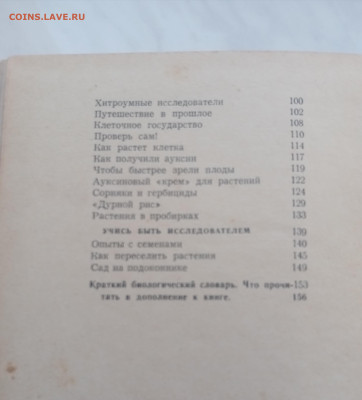 COINS.LAVE.RU
Хитроумные исследователи 100
Путешествие в прошлое 102
Клеточное государство 108
Проверь сам! 110
Как растет клетка 114
Как получили ауксин 117
Чтобы быстрее зрели плоды 119
Ауксиновый «крем» для растений 122
Сорняки и гербициды 124
«Дурной рис» 129
Растения в пробирках 133
УЧИСЬ БЫТЬ ИССЛЕДОВАТЕЛЕМ 139
Опыты с семенами 140
Как переселить растения 145
Сад на подоконнике 149
Краткий биологический словарь. Что прочи- 153
тать в дополнение к книге. 156